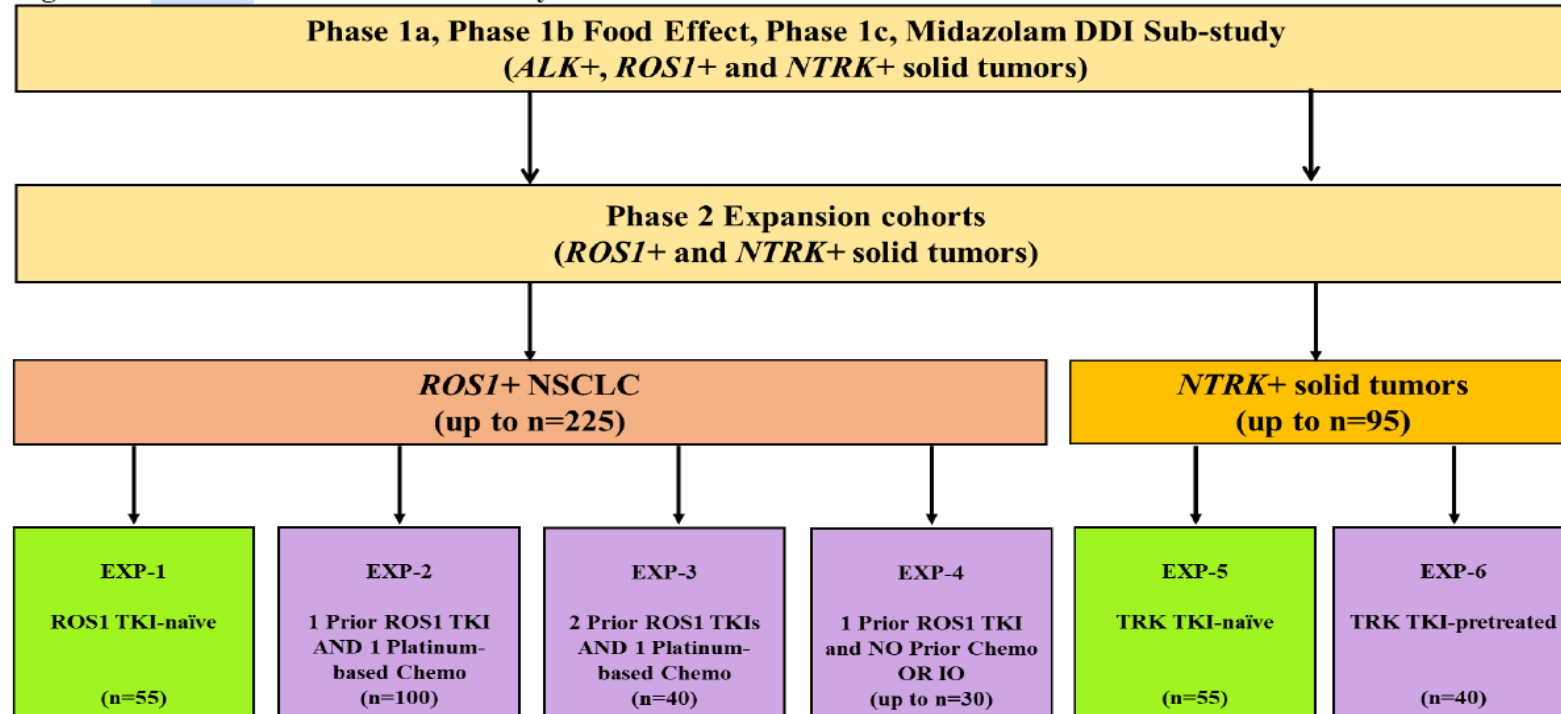 Phase 1a, Phase 1b Food Effect, Phase 1c, Midazolam DDI Sub-study
(ALK+, ROS1+ and NTRK+ solid tumors)
Phase 2 Expansion cohorts
(ROS1+ and NTRK+ solid tumors)
ROS1+ NSCLC
(up to n=225)
NTRK+ solid tumors
(up to n=95)
EXP-1
ROS1 TKI-naïve
(n=55)
EXP-2
1 Prior ROS1 TKI
AND 1 Platinum-
based Chemo
(n=100)
EXP-3
2 Prior ROS1 TKIs
AND 1 Platinum-
based Chemo
(n=40)
EXP-4
1 Prior ROS1 TKI
and NO Prior Chemo
OR IO
(up to n=30)
EXP-5
TRK TKI-naïve
(n=55)
EXP-6
TRK TKI-pretreated
(n=40)